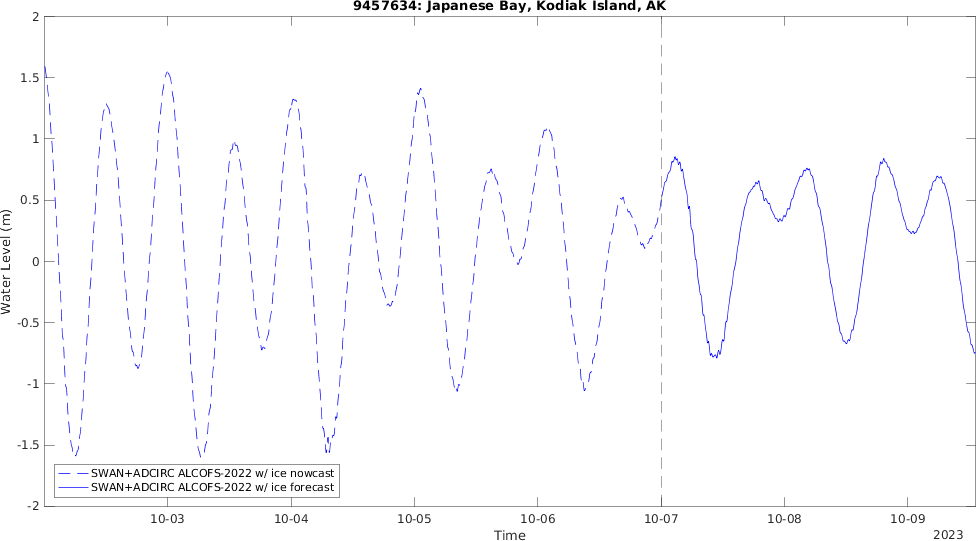 9457634: Japanese Bay, Kodiak Island, AK
2
1.5
1
0.5
0
-0.5
-1
-1.5
-2
Water Level (m)
SWAN+ADCIRC ALCOFS-2022 w/ ice nowcast
SWAN+ADCIRC ALCOFS-2022 w/ ice forecast
10-03 10-04 10-05 10-06 10-07 10-08 10-09
Time
2023